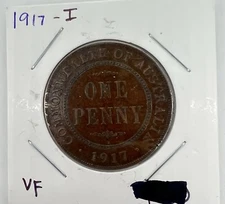 1917 - I
COMMONWEALTH OF AUSTRALIA
ONE
PENNY
1917
VF